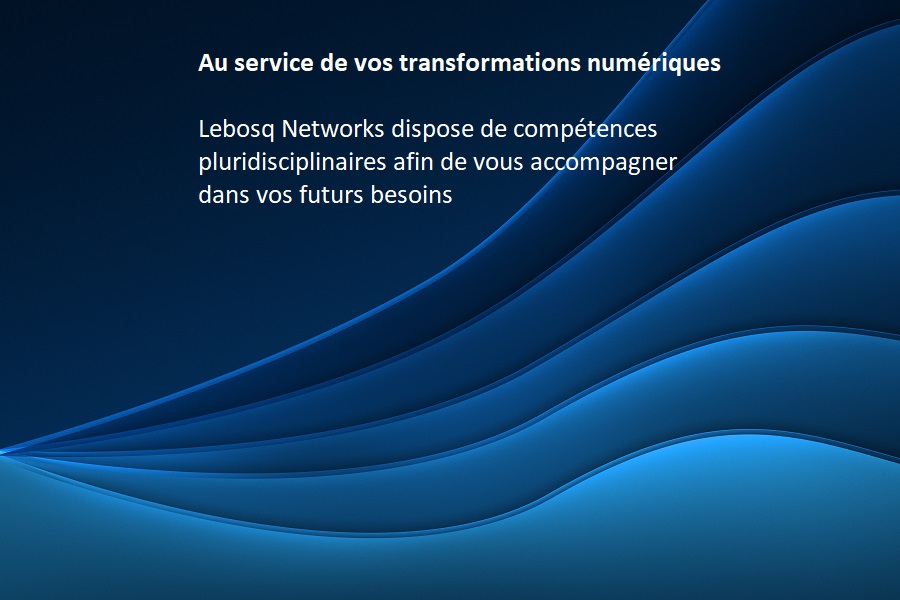 Au service de vos transformations numériques
Lebosq Networks dispose de compétences
pluridisciplinaires afin de vous accompagner
dans vos futurs besoins